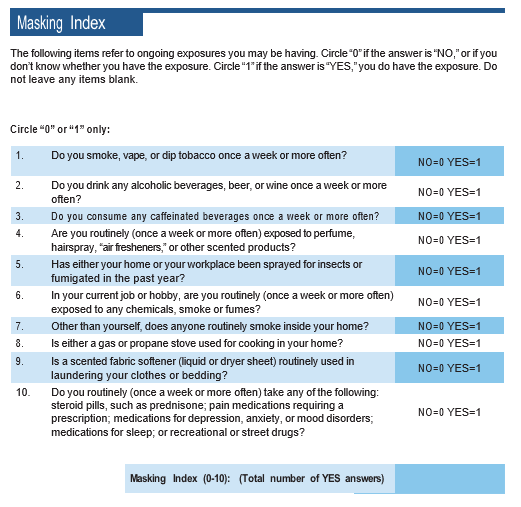 Masking Index
The following items refer to ongoing exposures you may be having. Circle “0” if the answer is “NO,” or if you
don’t know whether you have the exposure. Circle “1” if the answer is “YES,” you do have the exposure. Do
not leave any items blank.
Circle “0” or “1” only:
1. Do you smoke, vape, or dip tobacco once a week or more often? NO=0 YES=1
2. Do you drink any alcoholic beverages, beer, or wine once a week or more
often? NO=0 YES=1
3. Do you consume any caffeinated beverages once a week or more often? NO=0 YES=1
4. Are you routinely (once a week or more often) exposed to perfume,
hairspray, “air fresheners,” or other scented products? NO=0 YES=1
5. Has either your home or your workplace been sprayed for insects or
fumigated in the past year? NO=0 YES=1
6. In your current job or hobby, are you routinely (once a week or more often)
exposed to any chemicals, smoke or fumes? NO=0 YES=1
7. Other than yourself, does anyone routinely smoke inside your home? NO=0 YES=1
8. Is either a gas or propane stove used for cooking in your home? NO=0 YES=1
9. Is a scented fabric softener (liquid or dryer sheet) routinely used in
laundering your clothes or bedding? NO=0 YES=1
10. Do you routinely (once a week or more often) take any of the following:
steroid pills, such as prednisone; pain medications requiring a
prescription; medications for depression, anxiety, or mood disorders;
medications for sleep; or recreational or street drugs? NO=0 YES=1
Masking Index (0-10): (Total number of YES answers)